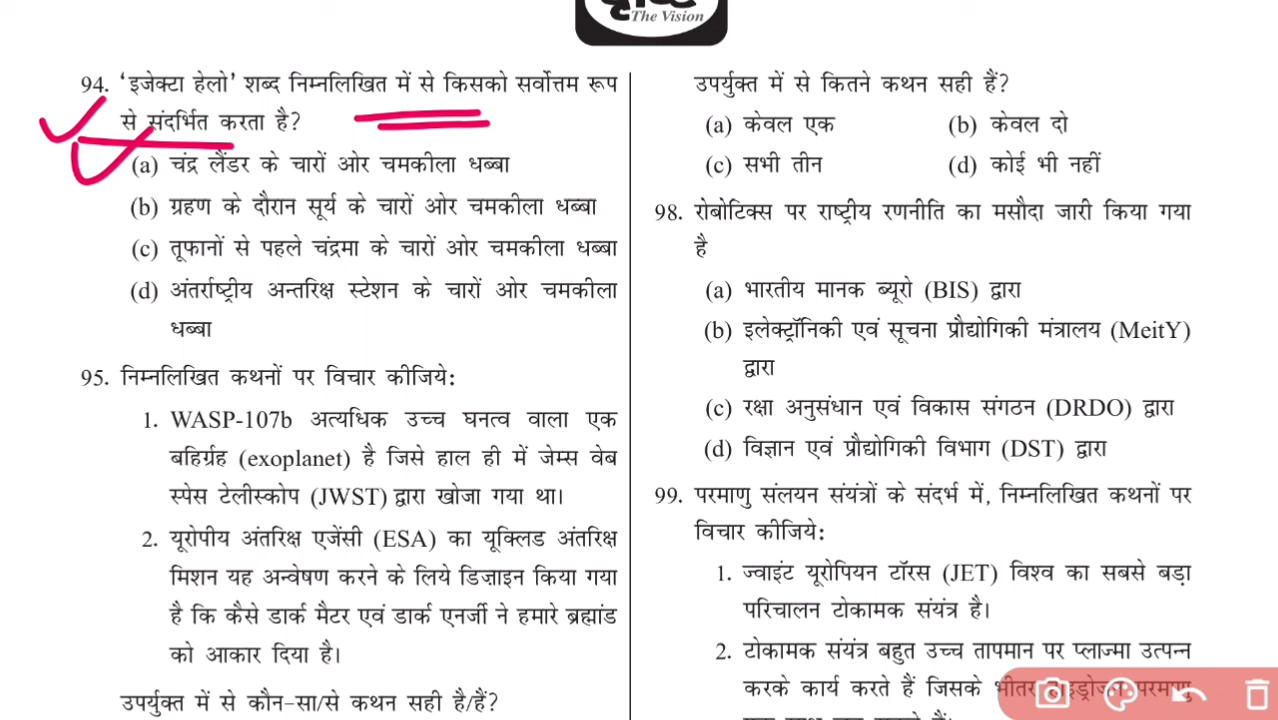 The Vision
94. 'इजेक्टा हेलो' शब्द निम्नलिखित में से किसको सर्वोत्तम रूप
से संदर्भित करता है?
(a) चंद्र लैंडर के चारों ओर चमकीला धब्बा
(b) ग्रहण के दौरान सूर्य के चारों ओर चमकीला धब्बा
(c) तूफानों से पहले चंद्रमा के चारों ओर चमकीला धब्बा
(d) अंतर्राष्ट्रीय अन्तरिक्ष स्टेशन के चारों ओर चमकीला
धब्बा
95. निम्नलिखित कथनों पर विचार कीजिये:
1. WASP-107b अत्यधिक उच्च घनत्व वाला एक
बहिर्ग्रह (exoplanet) है जिसे हाल ही में जेम्स वेब
स्पेस टेलीस्कोप (JWST) द्वारा खोजा गया था।
2. यूरोपीय अंतरिक्ष एजेंसी (ESA) का यूक्लिड अंतरिक्ष
मिशन यह अन्वेषण करने के लिये डिज़ाइन किया गया
है कि कैसे डार्क मैटर एवं डार्क एनर्जी ने हमारे ब्रह्मांड
को आकार दिया है।
उपर्युक्त में से कौन-सा/से कथन सही है/हैं?
उपर्युक्त में से कितने कथन सही हैं?
(a) केवल एक (b) केवल दो
(c) सभी तीन (d) कोई भी नहीं
98. रोबोटिक्स पर राष्ट्रीय रणनीति का मसौदा जारी किया गया
है
(a) भारतीय मानक ब्यूरो (BIS) द्वारा
(b) इलेक्ट्रॉनिकी एवं सूचना प्रौद्योगिकी मंत्रालय (MeitY)
द्वारा
(c) रक्षा अनुसंधान एवं विकास संगठन (DRDO) द्वारा
(d) विज्ञान एवं प्रौद्योगिकी विभाग (DST) द्वारा
99. परमाणु संलयन संयंत्रों के संदर्भ में, निम्नलिखित कथनों पर
विचार कीजिये:
1. ज्वाइंट यूरोपियन टॉरस (JET) विश्व का सबसे बड़ा
परिचालन टोकामक संयंत्र है।
2. टोकामक संयंत्र बहुत उच्च तापमान पर प्लाज्मा उत्पन्न
करके कार्य करते हैं जिसके भीतर हाइड्रोजन परमाणु